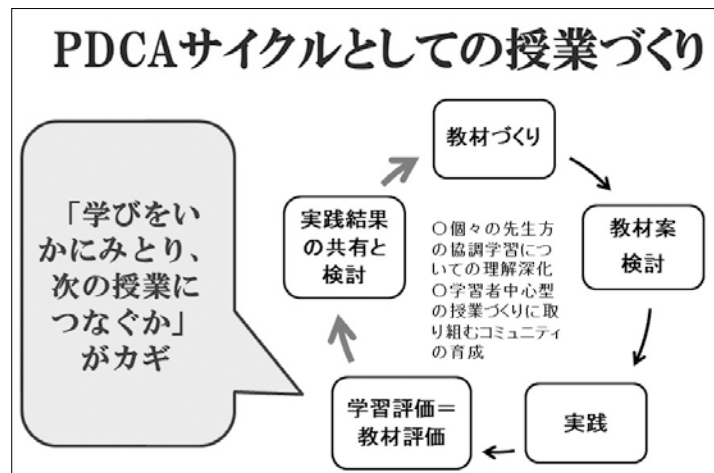 PDCAサイクルとしての授業づくり
「学びをい
かにみとり、
次の授業に
つなぐか」
がカギ
教材づくり
教材案
検討
実践
学習評価＝
教材評価
実践結果
の共有と
検討
○個々の先生方
の協調学習につ
いての理解深化
○学習者中心型
の授業づくりに取
り組むコミュニティ
の育成